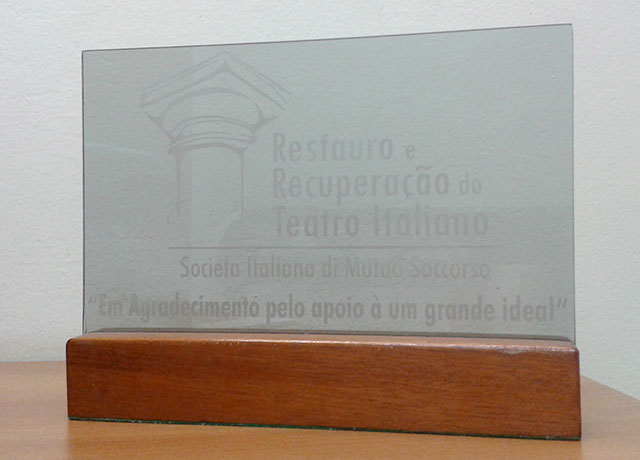 Restauro e
Recuperação do
Teatro Italiano
Societa Italiana di Mutuo Soccorso
“Em Agradecimento pelo apoio à um grande ideal”